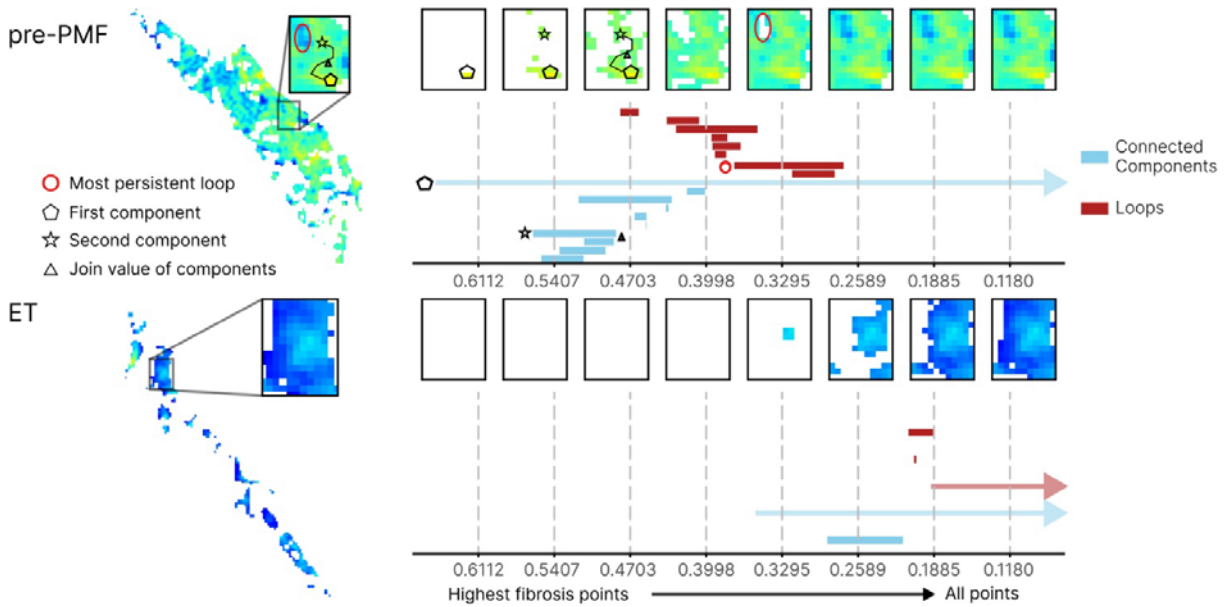 pre-PMF
Most persistent loop
First component
Second component
Join value of components
Connected
Components
Loops
0.6112 0.5407 0.4703 0.3998 0.3295 0.2589 0.1885 0.1180
ET
0.6112 0.5407 0.4703 0.3998 0.3295 0.2589 0.1885 0.1180
Highest fibrosis points All points